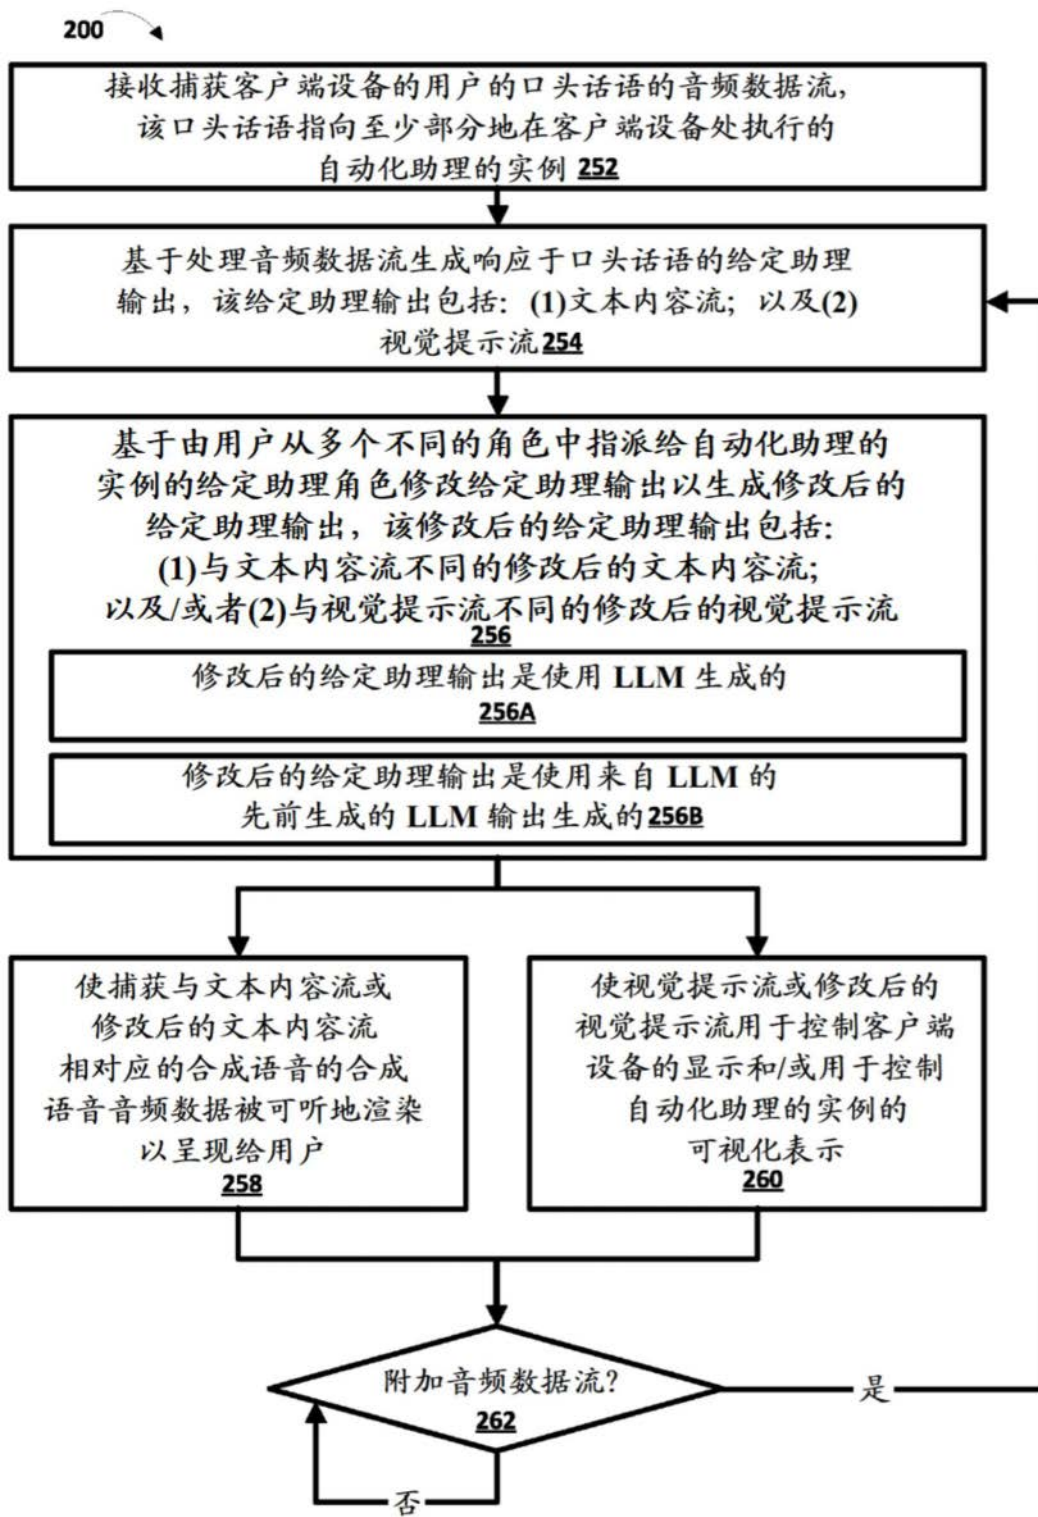 200
接收捕获客户端设备的用户的口头话语的音频数据流，
该口头话语指向至少部分地在客户端设备处执行的
自动化助理的实例 252
基于处理音频数据流生成响应于口头话语的给定助理
输出，该给定助理输出包括：(1)文本内容流；以及(2)
视觉提示流 254
基于由用户从多个不同的角色中指派给自动化助理的
实例的给定助理角色修改给定助理输出以生成修改后的
给定助理输出，该修改后的给定助理输出包括：
(1)与文本内容流不同的修改后的文本内容流；
以及/或者(2)与视觉提示流不同的修改后的视觉提示流
256
修改后的给定助理输出是使用 LLM 生成的
256A
修改后的给定助理输出是使用来自 LLM 的
先前生成的 LLM 输出生成的 256B
使捕获与文本内容流或
修改后的文本内容流
相对应的合成语音的合成
语音音频数据被可听地渲染
以呈现给用户
258
使视觉提示流或修改后的
视觉提示流用于控制客户端
设备的显示和/或用于控制
自动化助理的实例的
可视化表示
260
附加音频数据流?
262
是
否